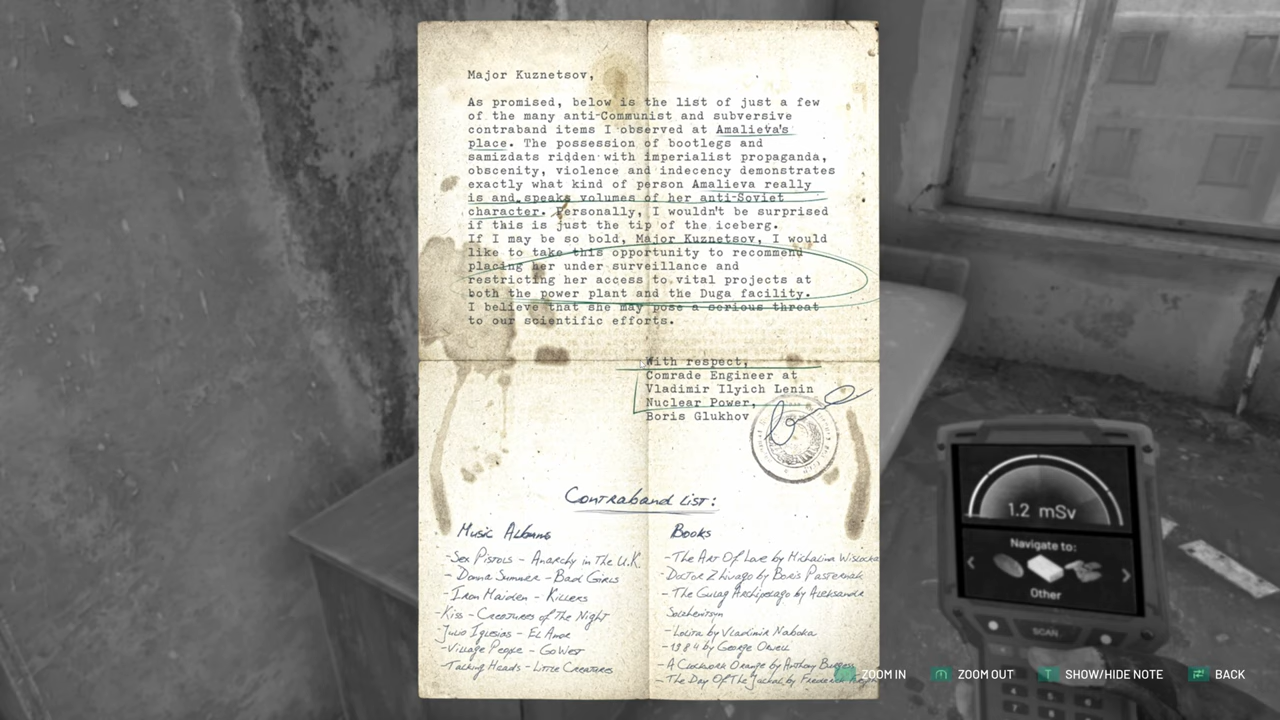 Major Kuznetsov,
As promised, below is the list of just a few
of the many anti-Communist and subversive
contraband items I observed at Amalieva's
place. The possession of bootlegs and
samizdats ridden with imperialist propaganda,
obscenity, violence and indecency demonstrates
exactly what kind of person Amalieva really
is and speaks volumes of her anti-Soviet
character. Personally, I wouldn't be surprised
if this is just the tip of the iceberg.
If I may be so bold, Major Kuznetsov, I would
like to take this opportunity to recommend
placing her under surveillance and
restricting her access to vital projects at
both the power plant and the Duga facility.
I believe that she may pose a serious threat
to our scientific efforts.
With respect,
Comrade Engineer at
Vladimir Ilyich Lenin
Nuclear Power,
Boris Glukhov
Contraband List:
Music Albums
-Sex Pistols - Anarchy in the U.K.
- Donna Summer - Bad Girls
- Iron Maiden - Killers
-Kiss - Creatures of the Night
-Julio Iglesias - El Amor
-Village People - Go West
-Talking Heads - Little Creatures
Books
-The Art Of Love by Michalina Wislocka
-Doctor Zhivago by Boris Pasternak
- The Gulag Archipelago by Aleksandr
Solzhenitsyn
-Lolita by Vladimir Naboka
-1984 by George Orwell
-A Clockwork Orange by Anthony Burgess
-The Day Of The Jackal by Frederick
1.2 mSv
Navigate to:
Other
SCAN
ZOOM IN
ZOOM OUT
T
SHOW/HIDE NOTE
BACK